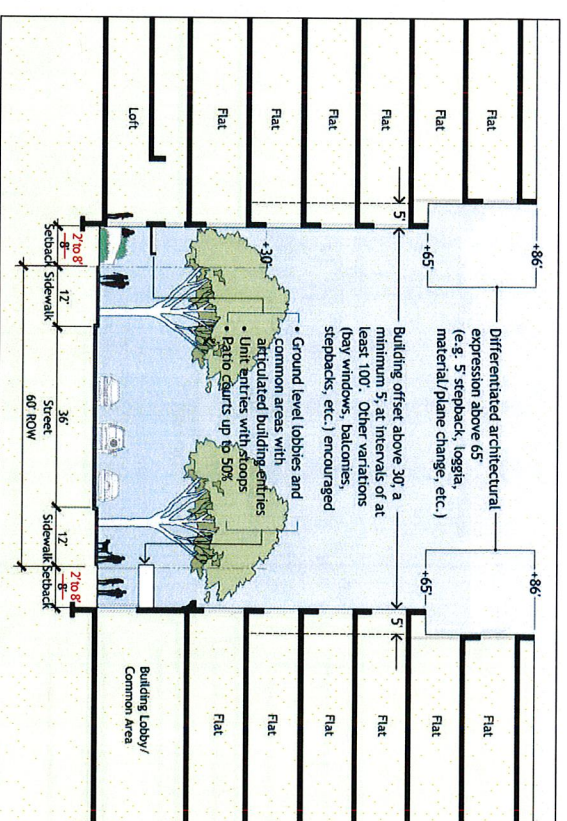 +86'
+86'
Differentiated architectural
expression above 65'
(e.g. 5' stepback, loggia,
material/plane change, etc.)
+65'
+65'
5'
5'
Building offset above 30', a
minimum 5', at intervals of at
least 100'. Other variations
(bay windows, balconies,
stepbacks, etc.) encouraged
+30'
• Ground level lobbies and
common areas with
articulated building entries
• Unit entries with stoops
• Patio courts up to 50%
Flat
Flat
Flat
Flat
Flat
Flat
Loft
Flat
Flat
Flat
Flat
Flat
Flat
Building Lobby/
Common Area
2' to 8'
8'
Setback
12'
Sidewalk
36'
Street
60' ROW
12'
Sidewalk
2' to 8'
8'
Setback